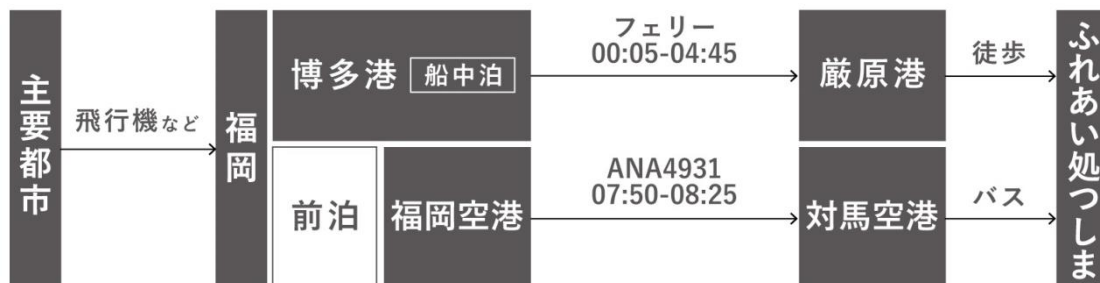 主要都市
飛行機など
福岡
博多港 船中泊
フェリー
00:05-04:45
厳原港
徒歩
前泊
福岡空港
ANA4931
07:50-08:25
対馬空港
バス
ふれあい処つしま